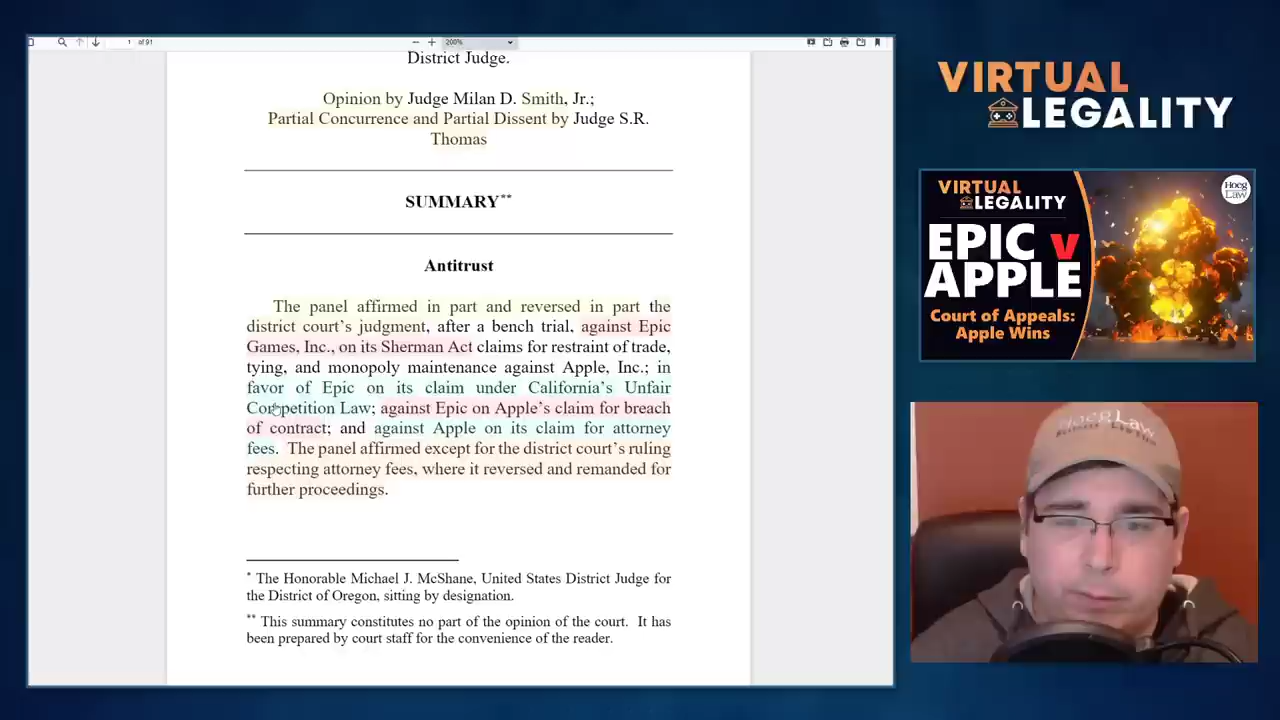 1 of 91
200%
District Judge.
Opinion by Judge Milan D. Smith, Jr.;
Partial Concurrence and Partial Dissent by Judge S.R.
Thomas
SUMMARY**
Antitrust
The panel affirmed in part and reversed in part the
district court's judgment, after a bench trial, against Epic
Games, Inc., on its Sherman Act claims for restraint of trade,
tying, and monopoly maintenance against Apple, Inc.; in
favor of Epic on its claim under California's Unfair
Competition Law; against Epic on Apple's claim for breach
of contract; and against Apple on its claim for attorney
fees. The panel affirmed except for the district court's ruling
respecting attorney fees, where it reversed and remanded for
further proceedings.
* The Honorable Michael J. McShane, United States District Judge for
the District of Oregon, sitting by designation.
** This summary constitutes no part of the opinion of the court. It has
been prepared by court staff for the convenience of the reader.
VIRTUAL
LEGALITY
VIRTUAL
LEGALITY
Hoeg
Law
EPIC v
APPLE
Court of Appeals:
Apple Wins
Hoeg Law